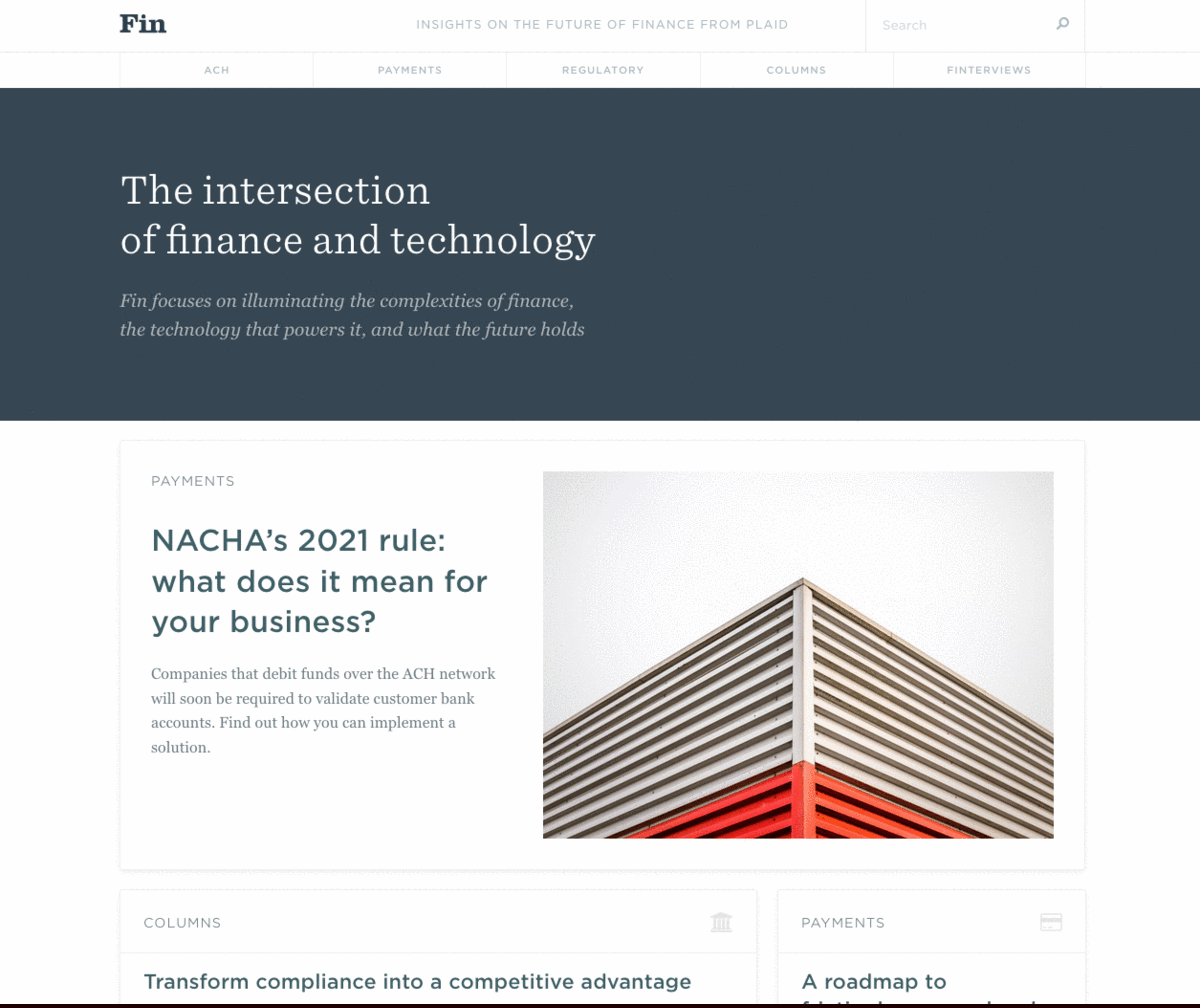 Fin
INSIGHTS ON THE FUTURE OF FINANCE FROM PLAID
Search
ACH
PAYMENTS
REGULATORY
COLUMNS
FINTERVIEWS
The intersection
of finance and technology
Fin focuses on illuminating the complexities of finance,
the technology that powers it, and what the future holds
PAYMENTS
NACHA’s 2021 rule:
what does it mean for
your business?
Companies that debit funds over the ACH network
will soon be required to validate customer bank
accounts. Find out how you can implement a
solution.
COLUMNS
Transform compliance into a competitive advantage
PAYMENTS
A roadmap to